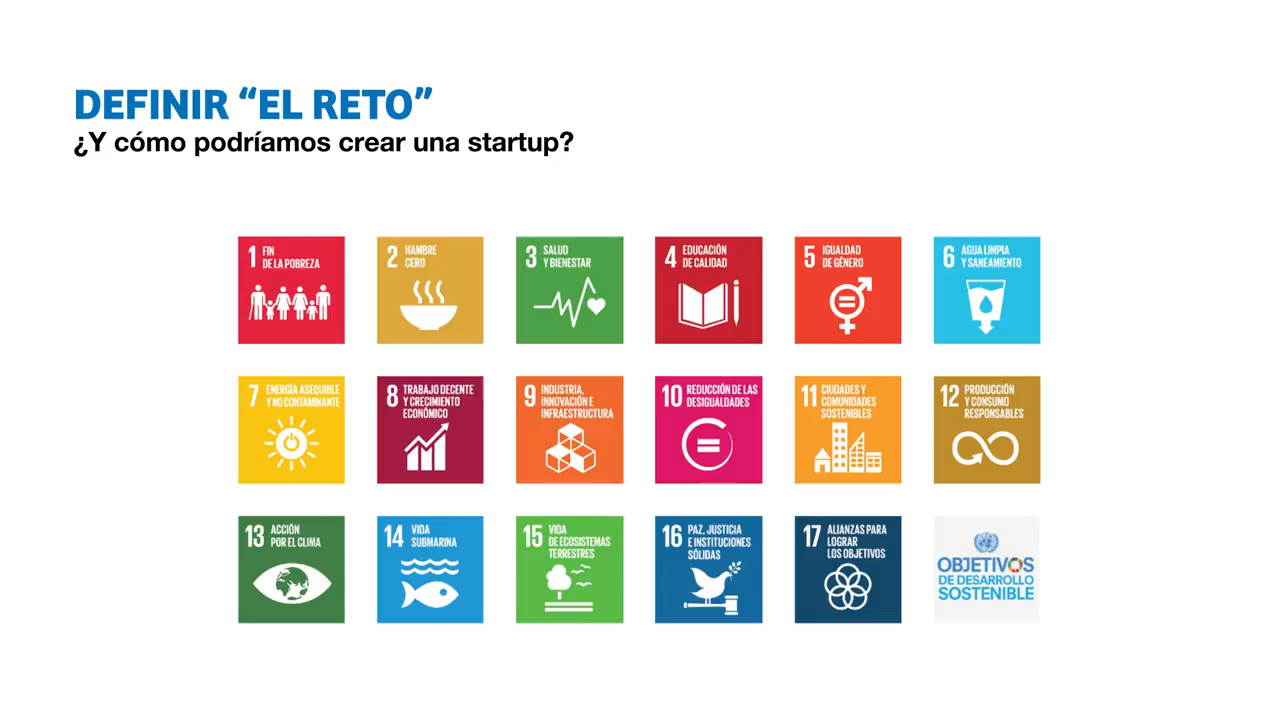 DEFINIR “EL RETO”
¿Y cómo podríamos crear una startup?
1 FIN
DE LA POBREZA
2 HAMBRE
CERO
3 SALUD
Y BIENESTAR
4 EDUCACIÓN
DE CALIDAD
5 IGUALDAD
DE GÉNERO
6 AGUA LIMPIA
Y SANEAMIENTO
7 ENERGÍA ASEQUIBLE
Y NO CONTAMINANTE
8 TRABAJO DECENTE
Y CRECIMIENTO
ECONÓMICO
9 INDUSTRIA,
INNOVACIÓN E
INFRAESTRUCTURA
10 REDUCCIÓN DE LAS
DESIGUALDADES
11 CIUDADES Y
COMUNIDADES
SOSTENIBLES
12 PRODUCCIÓN
Y CONSUMO
RESPONSABLES
13 ACCIÓN
POR EL CLIMA
14 VIDA
SUBMARINA
15 VIDA
DE ECOSISTEMAS
TERRESTRES
16 PAZ, JUSTICIA
E INSTITUCIONES
SÓLIDAS
17 ALIANZAS PARA
LOGRAR
LOS OBJETIVOS
OBJETIVOS
DE DESARROLLO
SOSTENIBLE